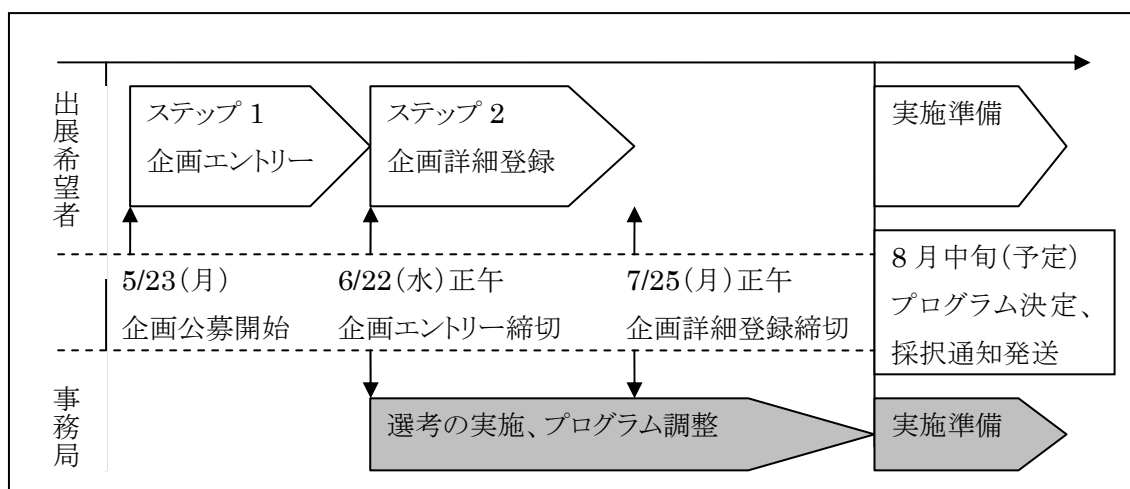 出展希望者
ステップ 1
企画エントリー
ステップ 2
企画詳細登録
実施準備
5/23(月)
企画公募開始
6/22(水)正午
企画エントリー締切
7/25(月)正午
企画詳細登録締切
8 月中旬(予定)
プログラム決定、
採択通知発送
事務局
選考の実施、プログラム調整
実施準備